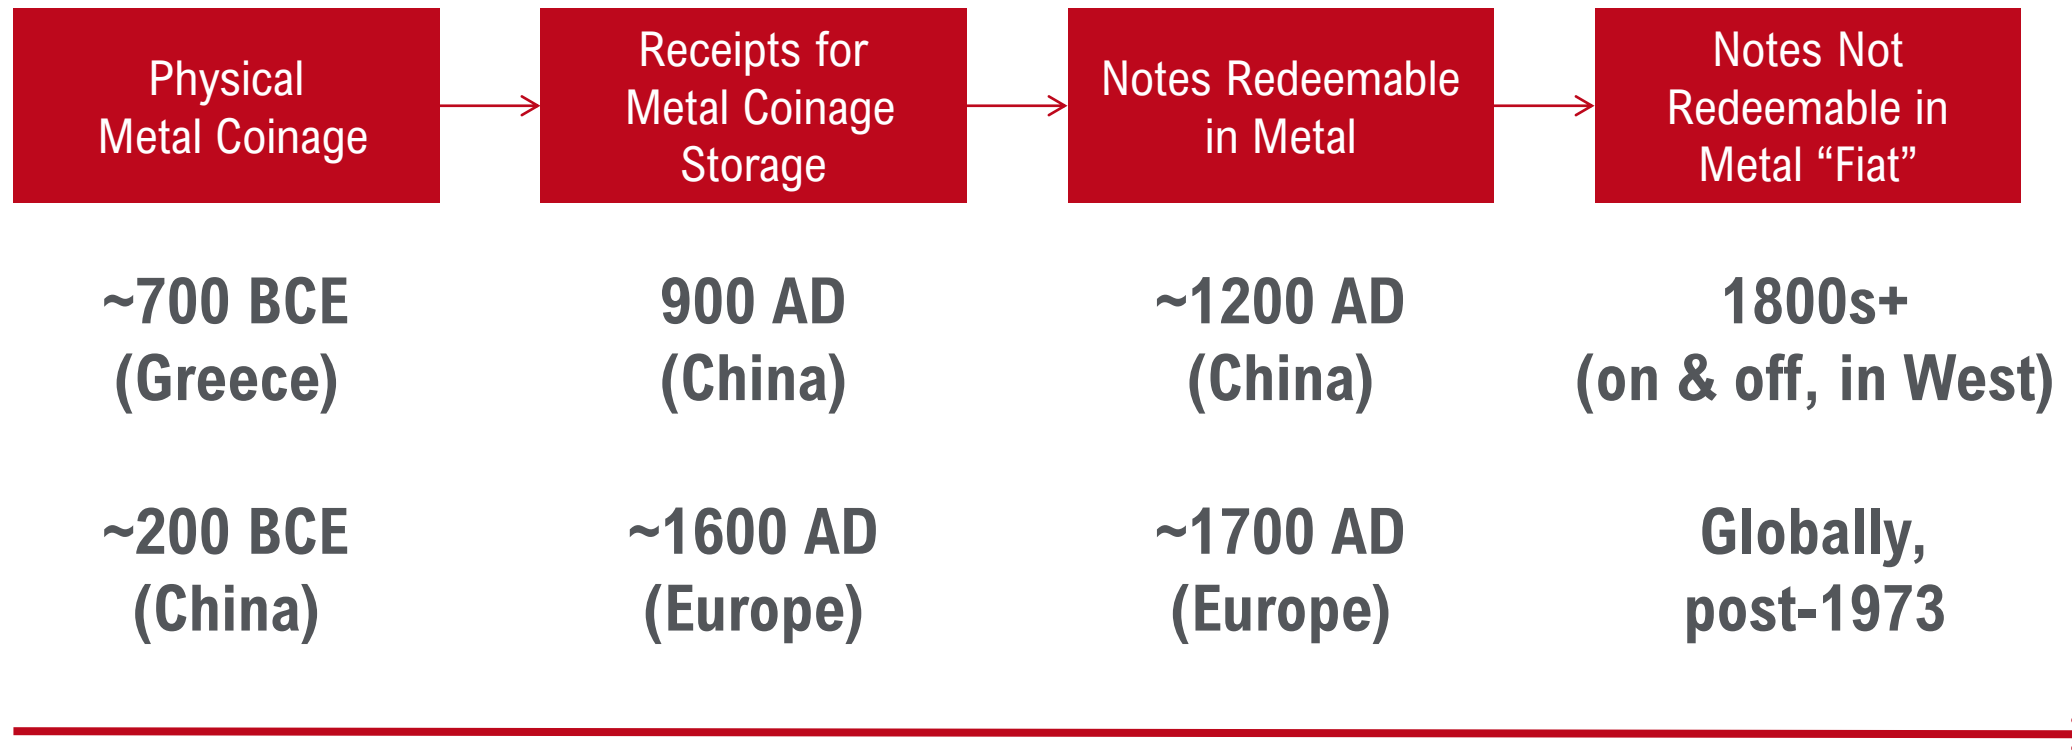 Physical
Metal Coinage
Receipts for
Metal Coinage
Storage
Notes Redeemable
in Metal
Notes Not
Redeemable in
Metal “Fiat”
~700 BCE
(Greece)
900 AD
(China)
~1200 AD
(China)
1800s+
(on & off, in West)
~200 BCE
(China)
~1600 AD
(Europe)
~1700 AD
(Europe)
Globally,
post-1973